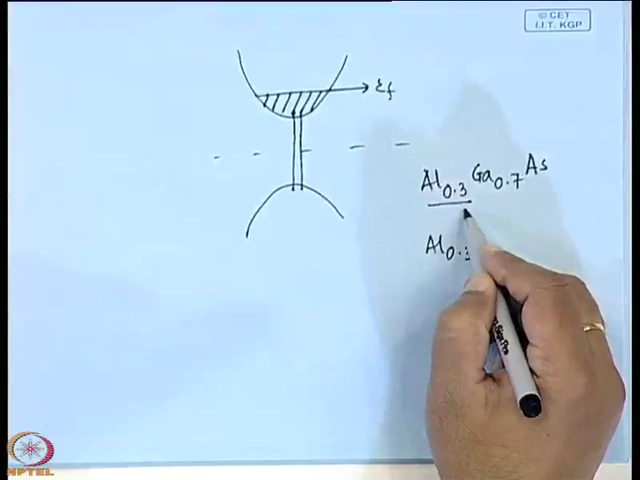 © CET
I.I.T. KGP
εf
Al0.3 Ga0.7 As
Al0.3
NPTEL